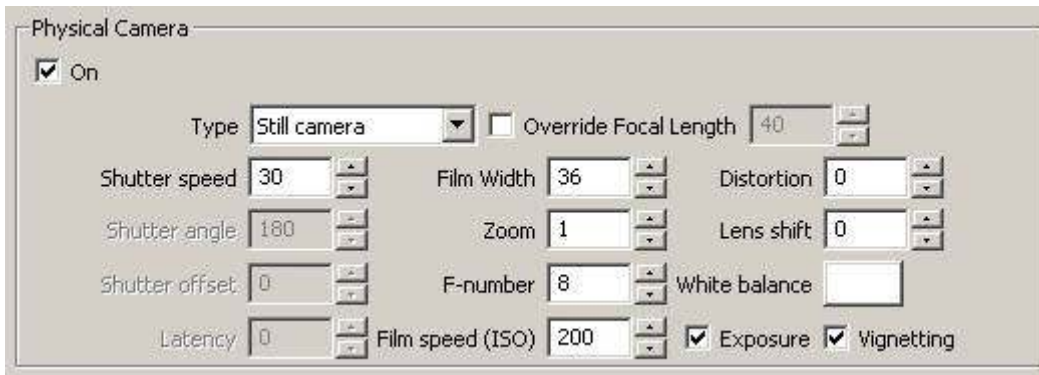 Physical Camera
On
Type Still camera Override Focal Length 40
Shutter speed 30 Film Width 36 Distortion 0
Shutter angle 180 Zoom 1 Lens shift 0
Shutter offset 0 F-number 8 White balance
Latency 0 Film speed (ISO) 200 Exposure Vignetting